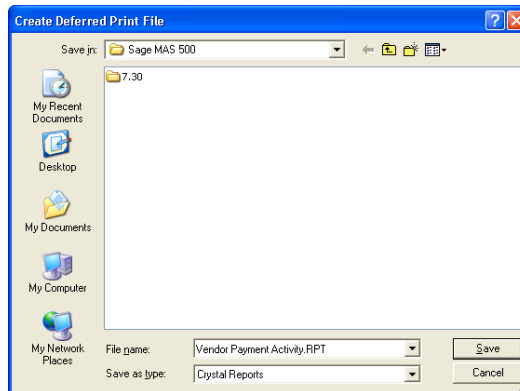 Create Deferred Print File
Save in:
Sage MAS 500
7.30
My Recent
Documents
Desktop
My Documents
My Computer
My Network
Places
File name:
Vendor Payment Activity.RPT
Save
Save as type:
Crystal Reports
Cancel